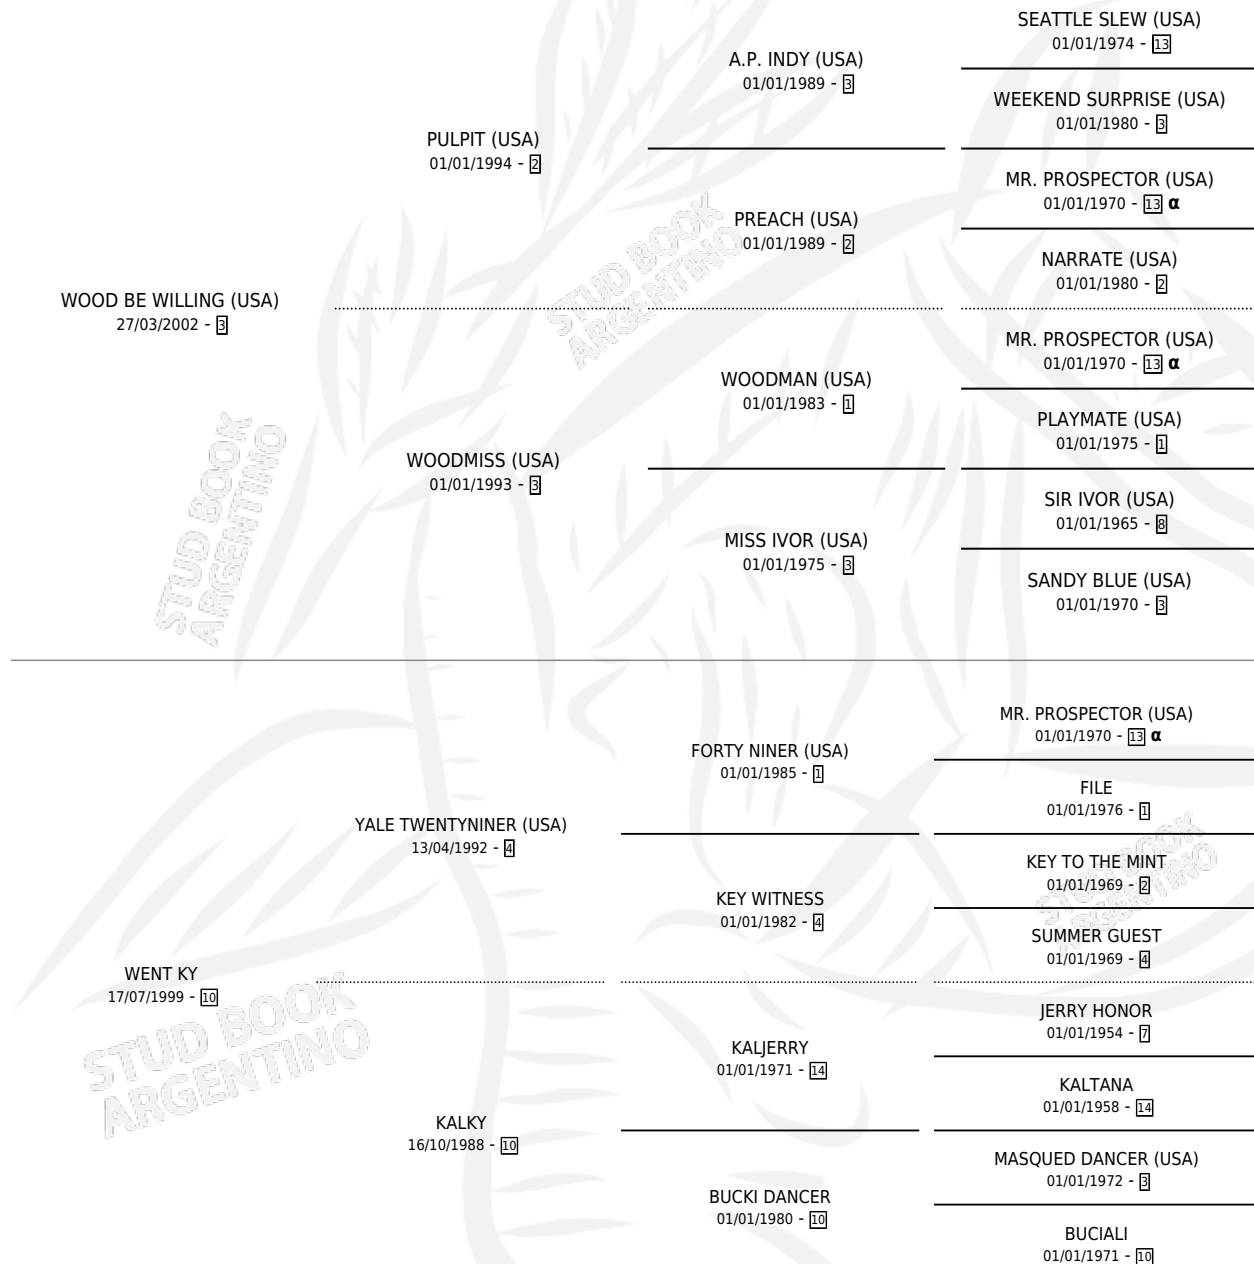 SEATTLE SLEW (USA)
01/01/1974 - 13
A.P. INDY (USA)
01/01/1989 - 3
WEEKEND SURPRISE (USA)
01/01/1980 - 3
PULPIT (USA)
01/01/1994 - 2
MR. PROSPECTOR (USA)
01/01/1970 - 13 α
PREACH (USA)
01/01/1989 - 2
NARRATE (USA)
01/01/1980 - 2
WOOD BE WILLING (USA)
27/03/2002 - 3
MR. PROSPECTOR (USA)
01/01/1970 - 13 α
WOODMAN (USA)
01/01/1983 - 1
PLAYMATE (USA)
01/01/1975 - 1
WOODMISS (USA)
01/01/1993 - 3
SIR IVOR (USA)
01/01/1965 - 8
MISS IVOR (USA)
01/01/1975 - 3
SANDY BLUE (USA)
01/01/1970 - 3
MR. PROSPECTOR (USA)
01/01/1970 - 13 α
FORTY NINER (USA)
01/01/1985 - 1
FILE
01/01/1976 - 1
YALE TWENTYNINER (USA)
13/04/1992 - 4
KEY TO THE MINT
01/01/1969 - 2
KEY WITNESS
01/01/1982 - 4
SUMMER GUEST
01/01/1969 - 4
WENT KY
17/07/1999 - 10
JERRY HONOR
01/01/1954 - 7
KALJERRY
01/01/1971 - 14
KALTANA
01/01/1958 - 14
KALKY
16/10/1988 - 10
MASQUED DANCER (USA)
01/01/1972 - 3
BUCKI DANCER
01/01/1980 - 10
BUCIALI
01/01/1971 - 10
STUD BOOK
ARGENTINO
STUD BOOK
ARGENTINO
STUD BOOK
ARGENTINO
STUD BOOK
ARGENTINO